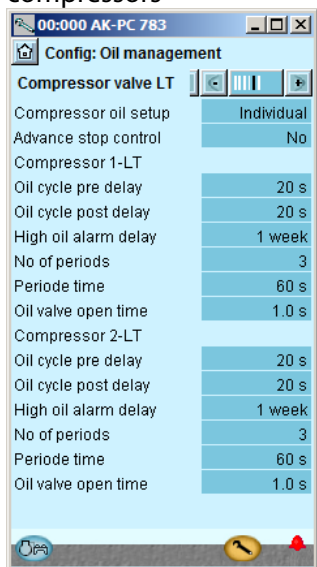 compressors
00:000 AK-PC 783
Config: Oil management
Compressor valve LT
Compressor oil setup Individual
Advance stop control No
Compressor 1-LT
Oil cycle pre delay 20 s
Oil cycle post delay 20 s
High oil alarm delay 1 week
No of periods 3
Periode time 60 s
Oil valve open time 1.0 s
Compressor 2-LT
Oil cycle pre delay 20 s
Oil cycle post delay 20 s
High oil alarm delay 1 week
No of periods 3
Periode time 60 s
Oil valve open time 1.0 s